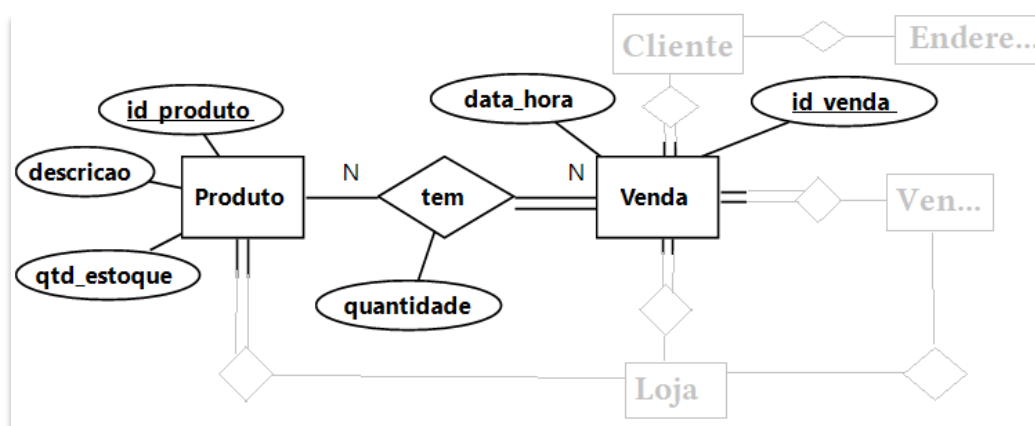 Cliente
Endere...
id_produto
data_hora
id_venda
descricao
Produto
N
tem
N
Venda
Ven...
qtd_estoque
quantidade
Loja